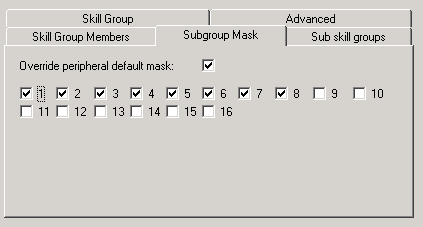 Skill Group Advanced
Skill Group Members Subgroup Mask Sub skill groups
Override peripheral default mask:
1 2 3 4 5 6 7 8 9 10
11 12 13 14 15 16